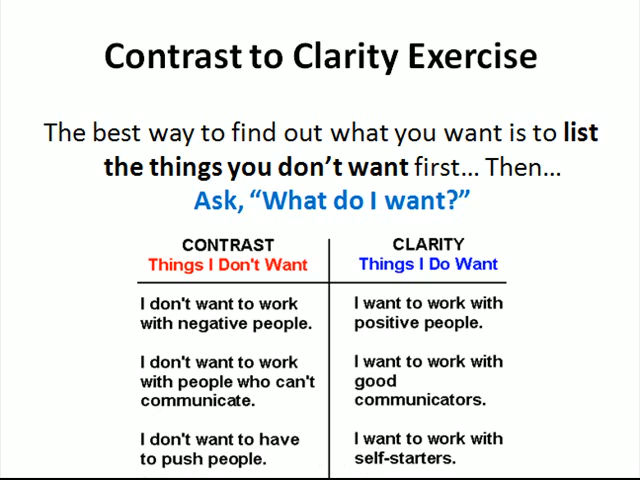 Contrast to Clarity Exercise
The best way to find out what you want is to list
the things you don't want first... Then...
Ask, "What do I want?"
CONTRAST
Things I Don't Want
CLARITY
Things I Do Want
I don't want to work
with negative people.
I want to work with
positive people.
I don't want to work
with people who can't
communicate.
I want to work with
good
communicators.
I don't want to have
to push people.
I want to work with
self-starters.